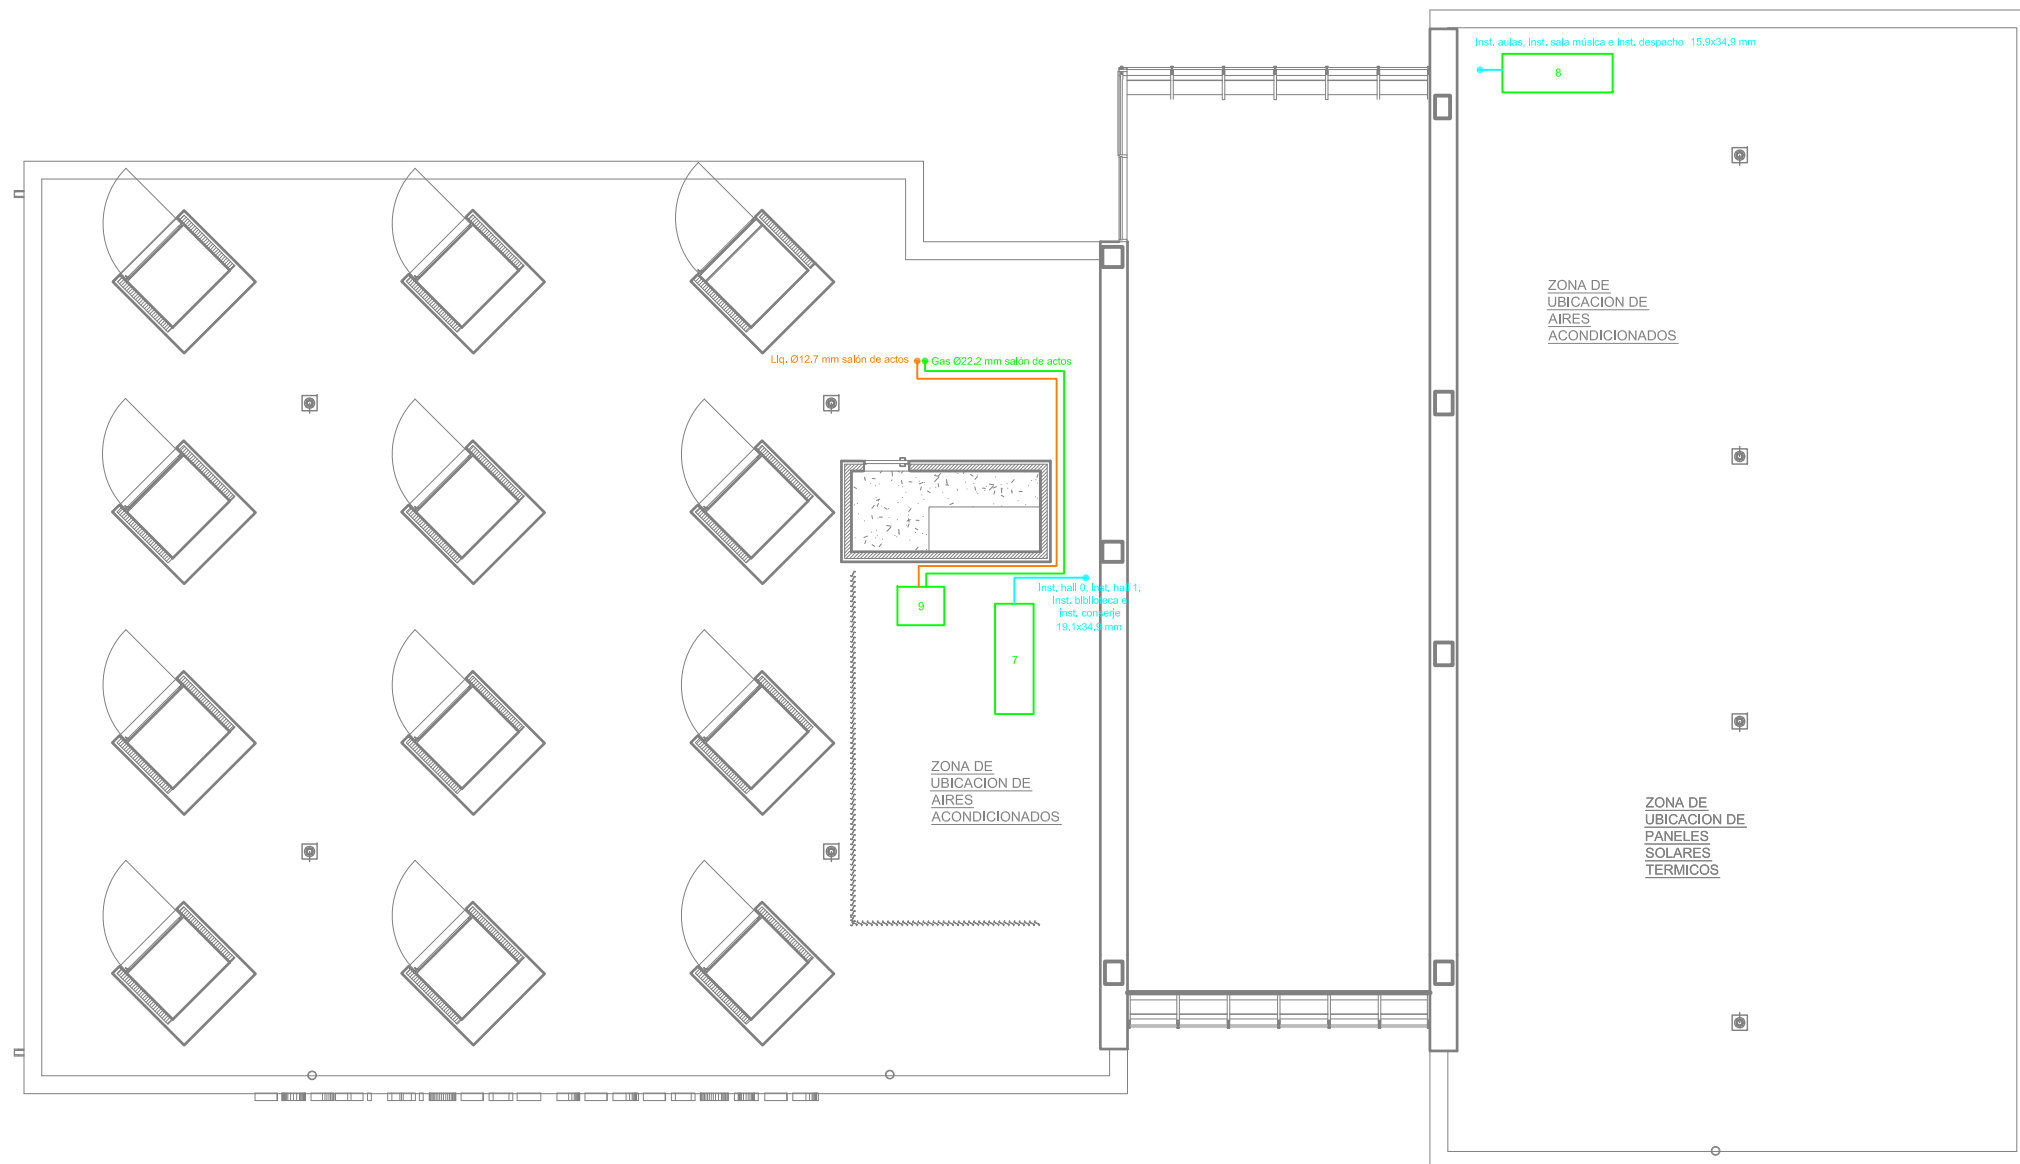 Inst. aulas, Inst. sala música e Inst. despacho 15.9x34.9 mm
8
ZONA DE
UBICACION DE
AIRES
ACONDICIONADOS
Liq. Ø12.7 mm salón de actos
Gas Ø22.2 mm salón de actos
Inst. hall 0, Inst. hall 1,
Inst. biblioteca e
inst. conserje
19.1x34.9 mm
9
7
ZONA DE
UBICACION DE
AIRES
ACONDICIONADOS
ZONA DE
UBICACION DE
PANELES
SOLARES
TERMICOS